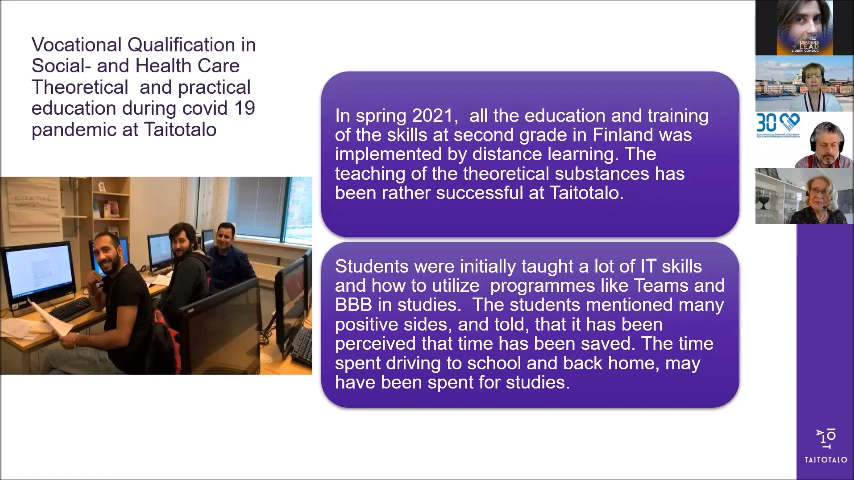 Vocational Qualification in
Social- and Health Care
Theoretical  and practical
education during covid 19
pandemic at Taitotalo
In spring 2021,  all the education and training
of the skills at second grade in Finland was
implemented by distance learning. The
teaching of the theoretical substances has
been rather successful at Taitotalo.
Students were initially taught a lot of IT skills
and how to utilize  programmes like Teams and
BBB in studies.  The students mentioned many
positive sides, and told, that it has been
perceived that time has been saved. The time
spent driving to school and back home, may
have been spent for studies.
30
TAITOTALO